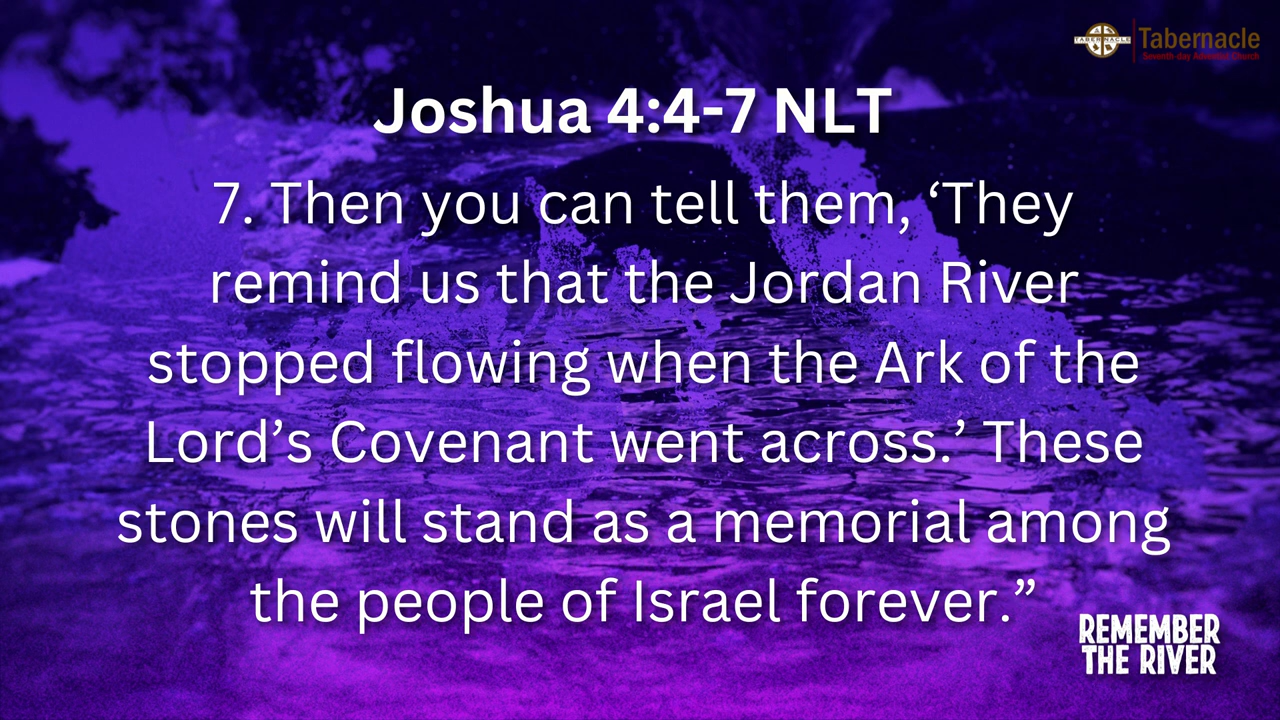 TABERNACLE
Tabernacle
Seventh-day Adventist Church
Joshua 4:4-7 NLT
7. Then you can tell them, ‘They
remind us that the Jordan River
stopped flowing when the Ark of the
Lord’s Covenant went across.’ These
stones will stand as a memorial among
the people of Israel forever.”
REMEMBER
THE RIVER